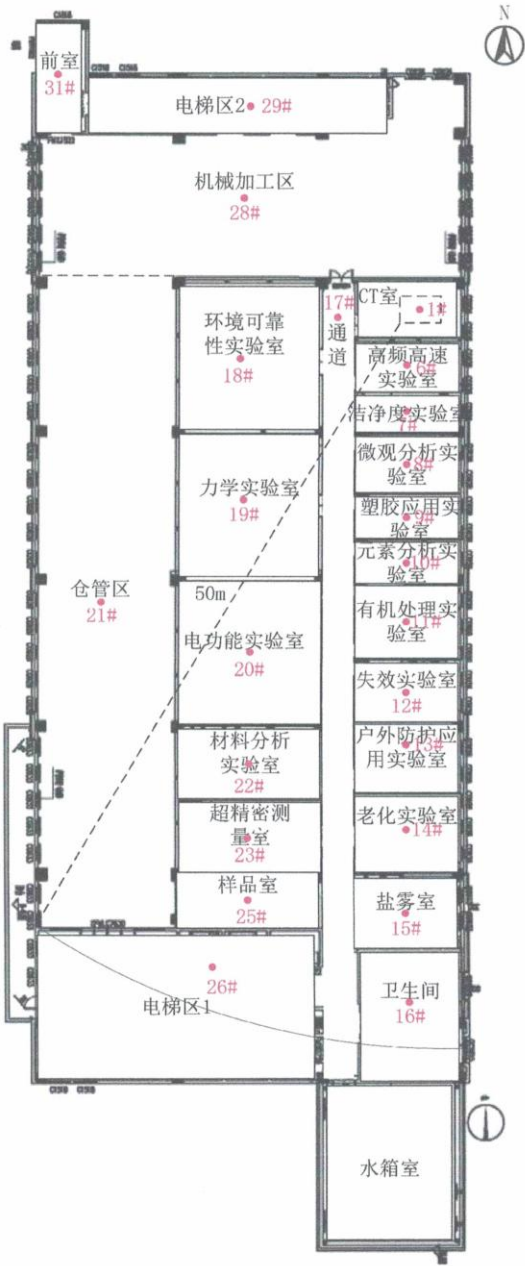 N
前室
31#
电梯区2 29#
机械加工区
28#
17#
通
道
CT室
1#
环境可靠
性实验室
18#
高频高速
6#
实验室
洁净度实验室
7#
微观分析实
8#
验室
力学实验室
19#
塑胶应用实
9#
验室
元素分析实
10#
验室
仓管区
21#
50m
有机处理实
11#
验室
电功能实验室
20#
失效实验室
12#
材料分析
实验室
22#
户外防护应
13#
用实验室
超精密测
量室
23#
老化实验室
14#
样品室
25#
盐雾室
15#
26#
电梯区1
卫生间
16#
水箱室